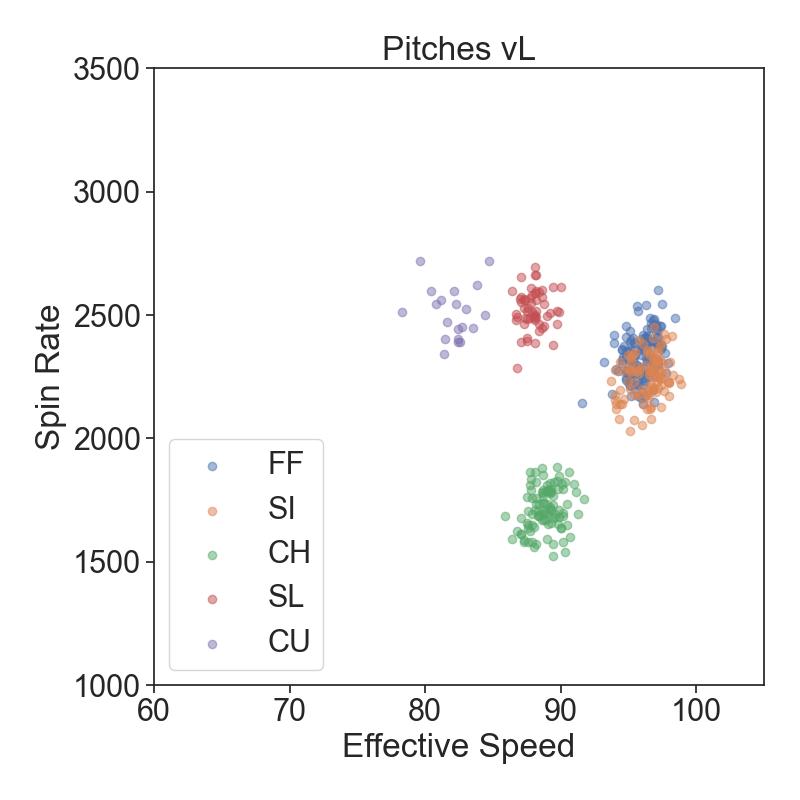 Pitches vL
3500
3000
2500
2000
1500
1000
Spin Rate
FF
SI
CH
SL
CU
60 70 80 90 100
Effective Speed